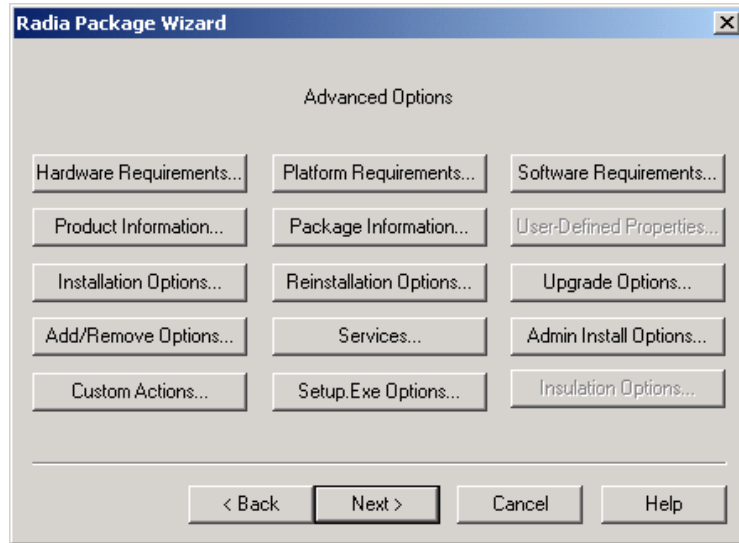 Radia Package Wizard
Advanced Options
Hardware Requirements... Platform Requirements... Software Requirements...
Product Information... Package Information... User-Defined Properties...
Installation Options... Reinstallation Options... Upgrade Options...
Add/Remove Options... Services... Admin Install Options...
Custom Actions... Setup.Exe Options... Insulation Options...
< Back Next > Cancel Help